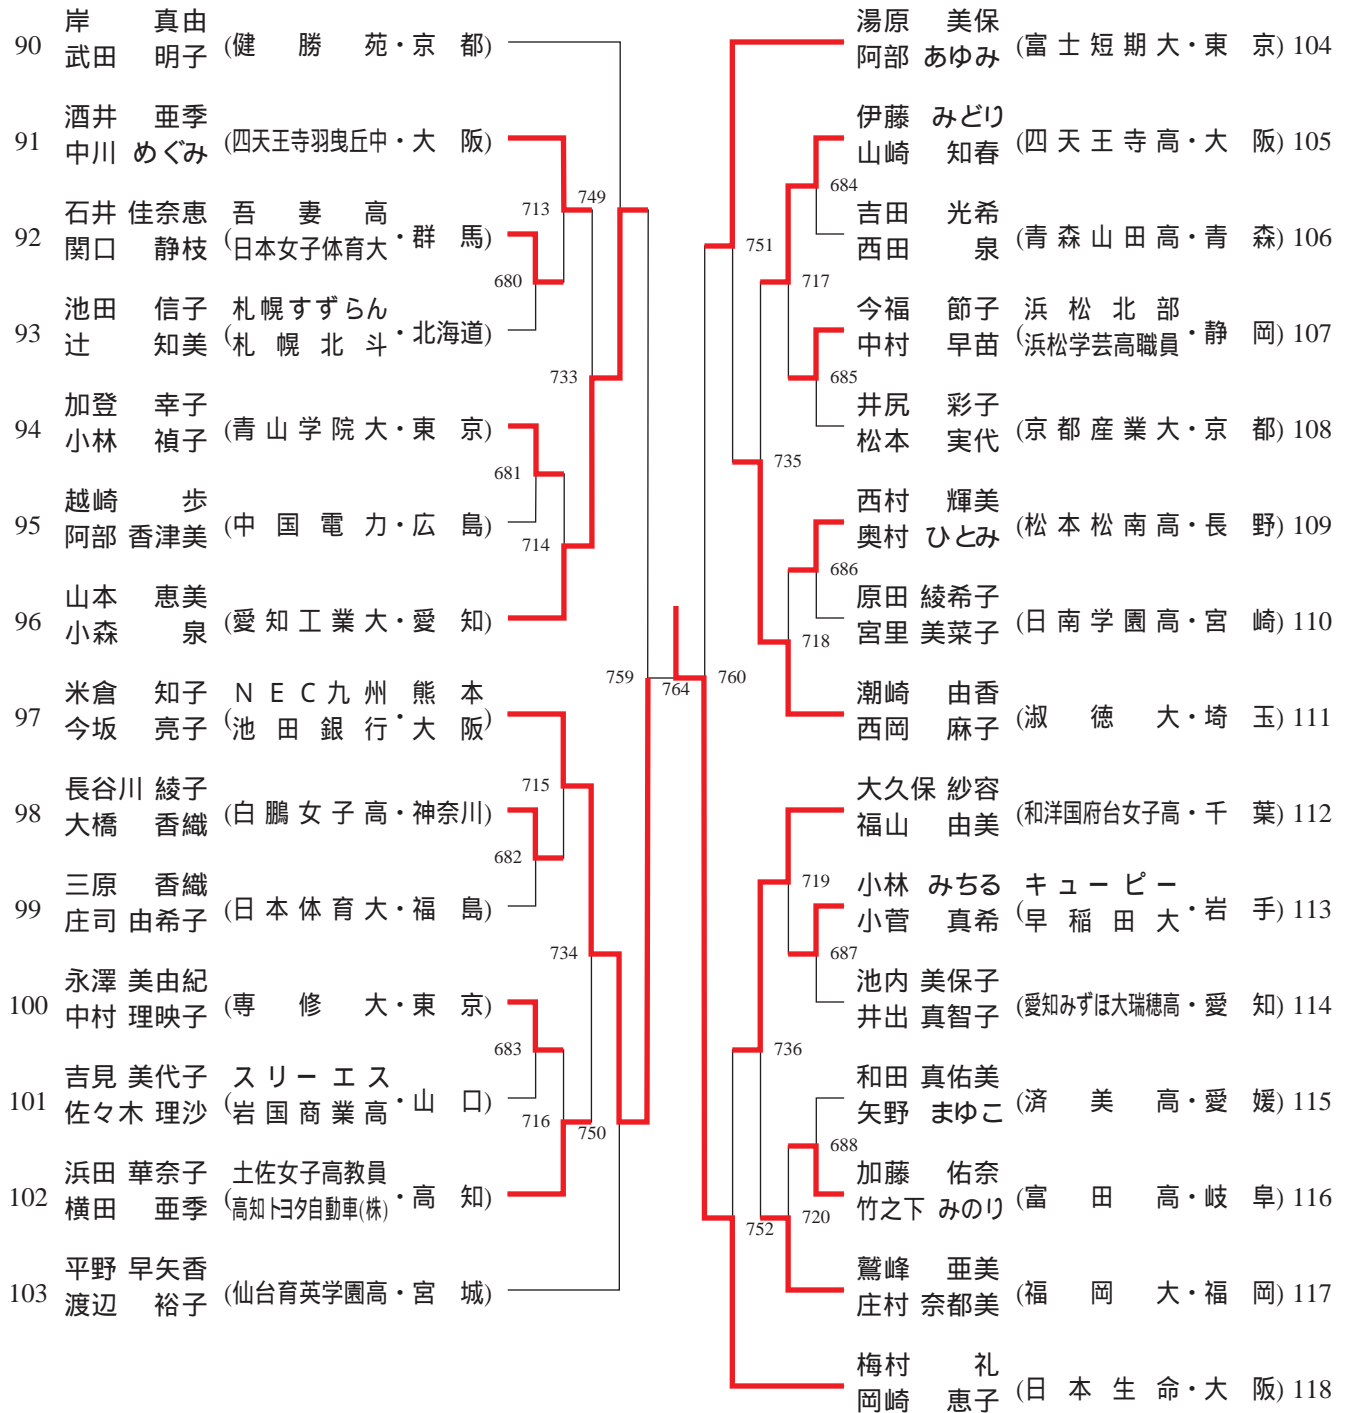 90 岸 真由 武田 明子 (健勝苑・京都)
91 酒井 亜季 中川 めぐみ (四天王寺羽曳丘中・大阪)
92 石井 佳奈恵 関口 静枝 (吾妻高 日本女子体育大・群馬)
93 池田 信子 辻 知美 (札幌すずらん 札幌北斗・北海道)
94 加登 幸子 小林 禎子 (青山学院大・東京)
95 越崎 歩 阿部 香津美 (中国電力・広島)
96 山本 恵美 小森 泉 (愛知工業大・愛知)
97 米倉 知子 今坂 亮子 (NEC九州 池田銀行・熊本 大阪)
98 長谷川 綾子 大橋 香織 (白鵬女子高・神奈川)
99 三原 香織 庄司 由希子 (日本体育大・福島)
100 永澤 美由紀 中村 理映子 (専修大・東京)
101 吉見 美代子 佐々木 理沙 (スリーエス 岩国商業高・山口)
102 浜田 華奈子 横田 亜季 (土佐女子高教員 高知トヨタ自動車(株)・高知)
103 平野 早矢香 渡辺 裕子 (仙台育英学園高・宮城)
749
713
680
733
681
714
759
764
760
715
682
734
683
716
750
湯原 美保 阿部 あゆみ (富士短期大・東京) 104
伊藤 みどり 山崎 知春 (四天王寺高・大阪) 105
吉田 光希 西田 泉 (青森山田高・青森) 106
今福 節子 中村 早苗 (浜松北部 浜松学芸高職員・静岡) 107
井尻 彩子 松本 実代 (京都産業大・京都) 108
西村 輝美 奥村 ひとみ (松本松南高・長野) 109
原田 綾希子 宮里 美菜子 (日南学園高・宮崎) 110
潮崎 由香 西岡 麻子 (淑徳大・埼玉) 111
大久保 紗容 福山 由美 (和洋国府台女子高・千葉) 112
小林 みちる 小菅 真希 (キューピー 早稲田大・岩手) 113
池内 美保子 井出 真智子 (愛知みずほ大瑞穂高・愛知) 114
和田 真佑美 矢野 まゆこ (済美高・愛媛) 115
加藤 佑奈 竹之下 みのり (富田高・岐阜) 116
鷲峰 亜美 庄村 奈都美 (福岡大・福岡) 117
梅村 礼 岡崎 恵子 (日本生命・大阪) 118
684
751
717
685
735
686
718
719
687
736
688
720
752